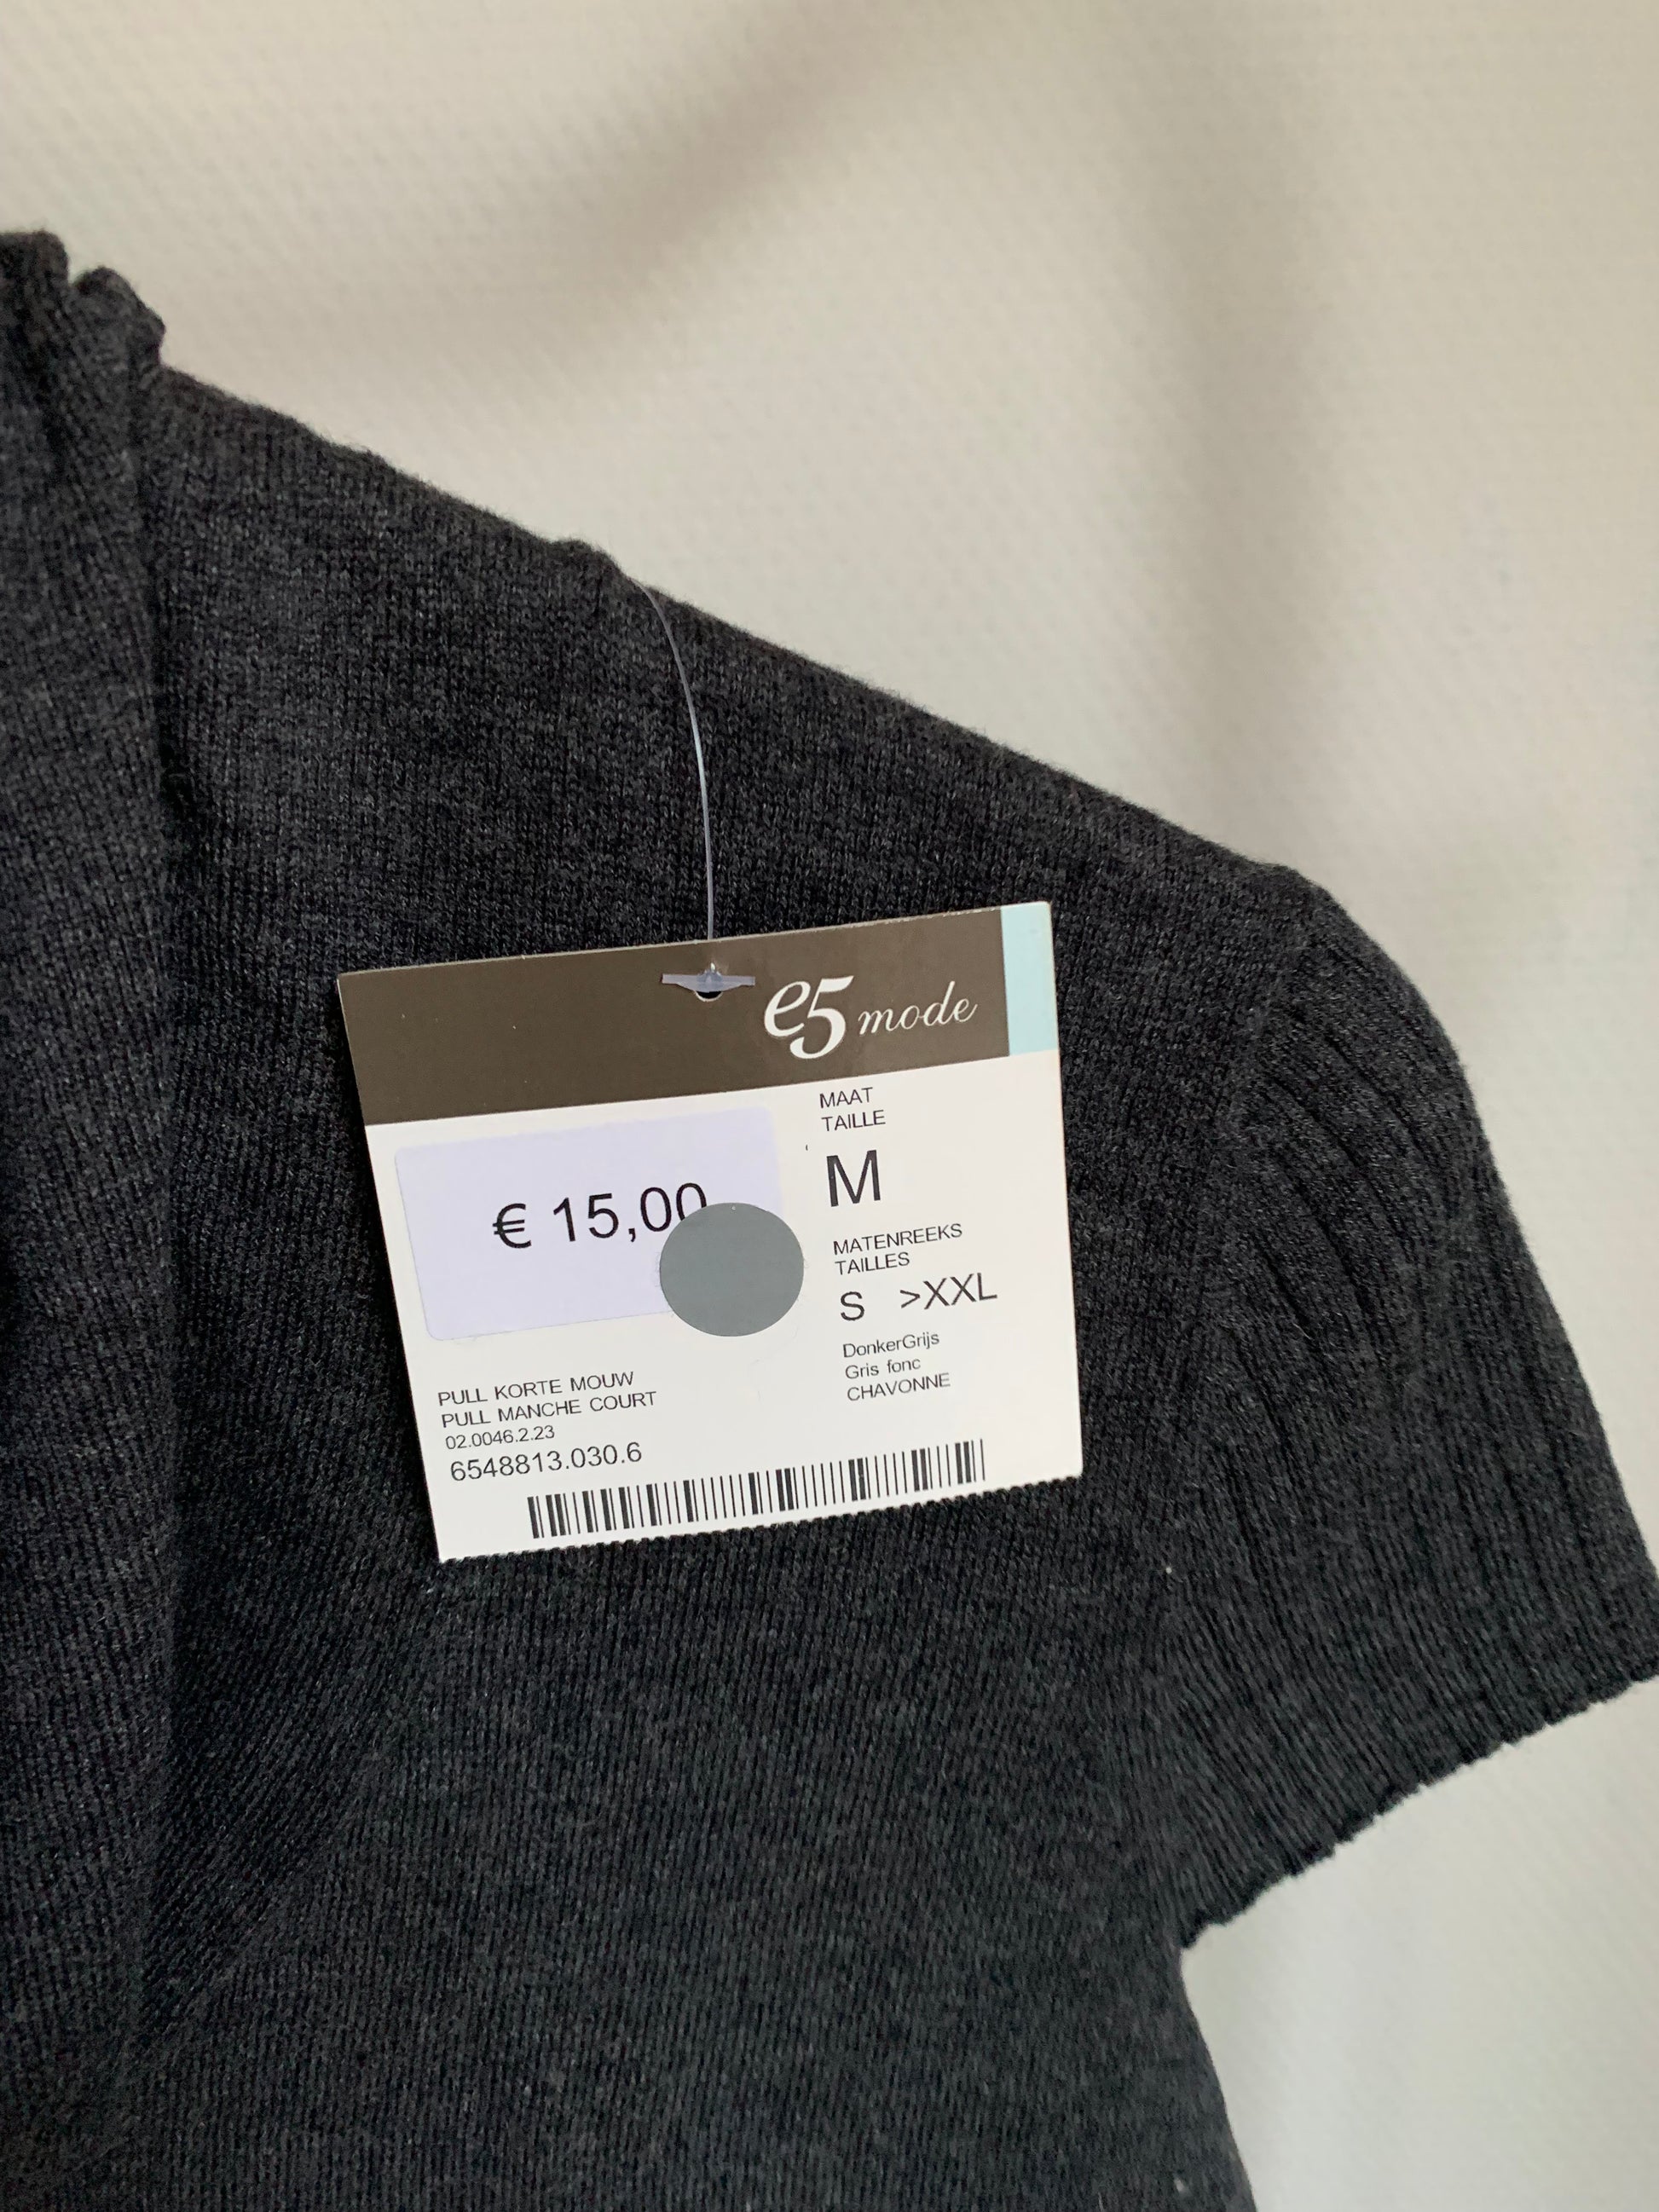 e5 mode
MAAT
TAILLE
M
€ 15,00
MATENREEKS
TAILLES
S >XXL
DonkerGrijs
Gris fonc
CHAVONNE
PULL KORTE MOUW
PULL MANCHE COURT
02.0046.2.23
6548813.030.6